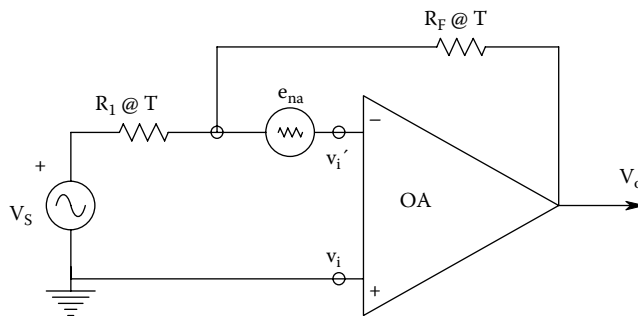 R_F @ T
R_1 @ T
e_na
−
v_i′
+
V_S
OA
V_o
v_i
+